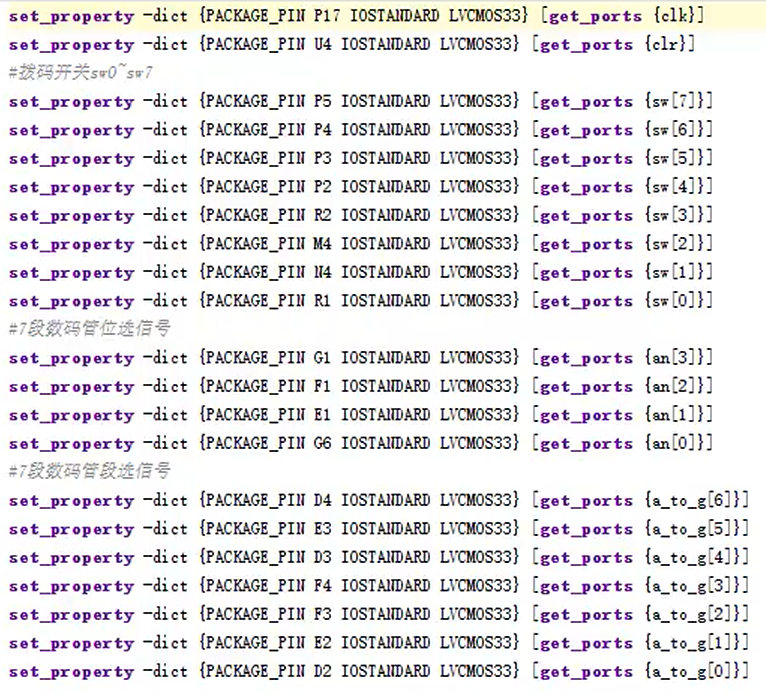 set_property -dict {PACKAGE_PIN P17 IOSTANDARD LVCMOS33} [get_ports {clk}]
set_property -dict {PACKAGE_PIN U4 IOSTANDARD LVCMOS33} [get_ports {clr}]
#拨码开关sw0~sw7
set_property -dict {PACKAGE_PIN P5 IOSTANDARD LVCMOS33} [get_ports {sw[7]}]
set_property -dict {PACKAGE_PIN P4 IOSTANDARD LVCMOS33} [get_ports {sw[6]}]
set_property -dict {PACKAGE_PIN P3 IOSTANDARD LVCMOS33} [get_ports {sw[5]}]
set_property -dict {PACKAGE_PIN P2 IOSTANDARD LVCMOS33} [get_ports {sw[4]}]
set_property -dict {PACKAGE_PIN R2 IOSTANDARD LVCMOS33} [get_ports {sw[3]}]
set_property -dict {PACKAGE_PIN M4 IOSTANDARD LVCMOS33} [get_ports {sw[2]}]
set_property -dict {PACKAGE_PIN N4 IOSTANDARD LVCMOS33} [get_ports {sw[1]}]
set_property -dict {PACKAGE_PIN R1 IOSTANDARD LVCMOS33} [get_ports {sw[0]}]
#7段数码管位选信号
set_property -dict {PACKAGE_PIN G1 IOSTANDARD LVCMOS33} [get_ports {an[3]}]
set_property -dict {PACKAGE_PIN F1 IOSTANDARD LVCMOS33} [get_ports {an[2]}]
set_property -dict {PACKAGE_PIN E1 IOSTANDARD LVCMOS33} [get_ports {an[1]}]
set_property -dict {PACKAGE_PIN G6 IOSTANDARD LVCMOS33} [get_ports {an[0]}]
#7段数码管段选信号
set_property -dict {PACKAGE_PIN D4 IOSTANDARD LVCMOS33} [get_ports {a_to_g[6]}]
set_property -dict {PACKAGE_PIN E3 IOSTANDARD LVCMOS33} [get_ports {a_to_g[5]}]
set_property -dict {PACKAGE_PIN D3 IOSTANDARD LVCMOS33} [get_ports {a_to_g[4]}]
set_property -dict {PACKAGE_PIN F4 IOSTANDARD LVCMOS33} [get_ports {a_to_g[3]}]
set_property -dict {PACKAGE_PIN F3 IOSTANDARD LVCMOS33} [get_ports {a_to_g[2]}]
set_property -dict {PACKAGE_PIN E2 IOSTANDARD LVCMOS33} [get_ports {a_to_g[1]}]
set_property -dict {PACKAGE_PIN D2 IOSTANDARD LVCMOS33} [get_ports {a_to_g[0]}]